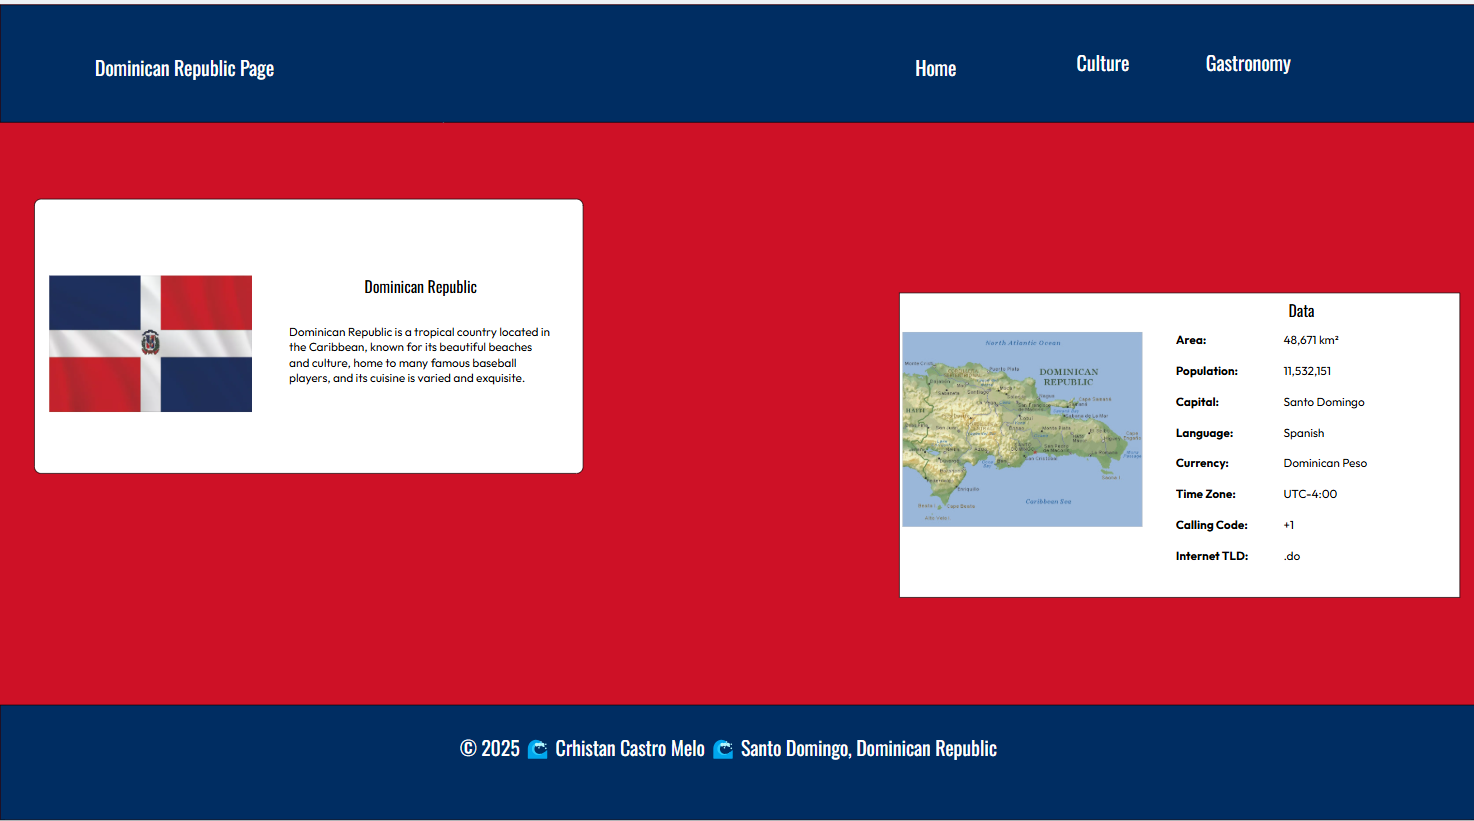 Dominican Republic Page
Home
Culture
Gastronomy
Dominican Republic
Dominican Republic is a tropical country located in
the Caribbean, known for its beautiful beaches
and culture, home to many famous baseball
players, and its cuisine is varied and exquisite.
North Atlantic Ocean
DOMINICAN
REPUBLIC
HAITI
Caribbean Sea
Data
Area: 48,671 km²
Population: 11,532,151
Capital: Santo Domingo
Language: Spanish
Currency: Dominican Peso
Time Zone: UTC-4:00
Calling Code: +1
Internet TLD: .do
© 2025 🌊 Crhistan Castro Melo 🌊 Santo Domingo, Dominican Republic